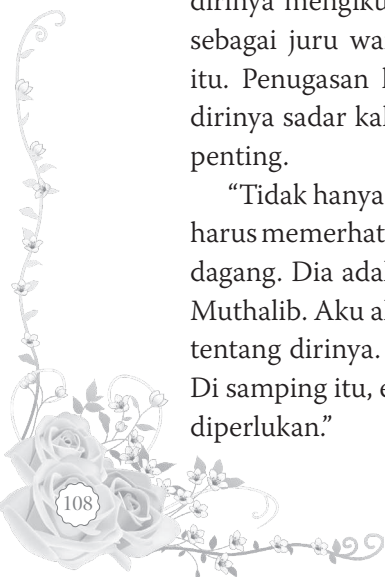 dirinya mengiku
sebagai juru wa
itu. Penugasan
dirinya sadar kal
penting.
“Tidak hanya
harus memerhat
dagang. Dia adal
Muthalib. Aku al
tentang dirinya.
Di samping itu, e
diperlukan.”
108